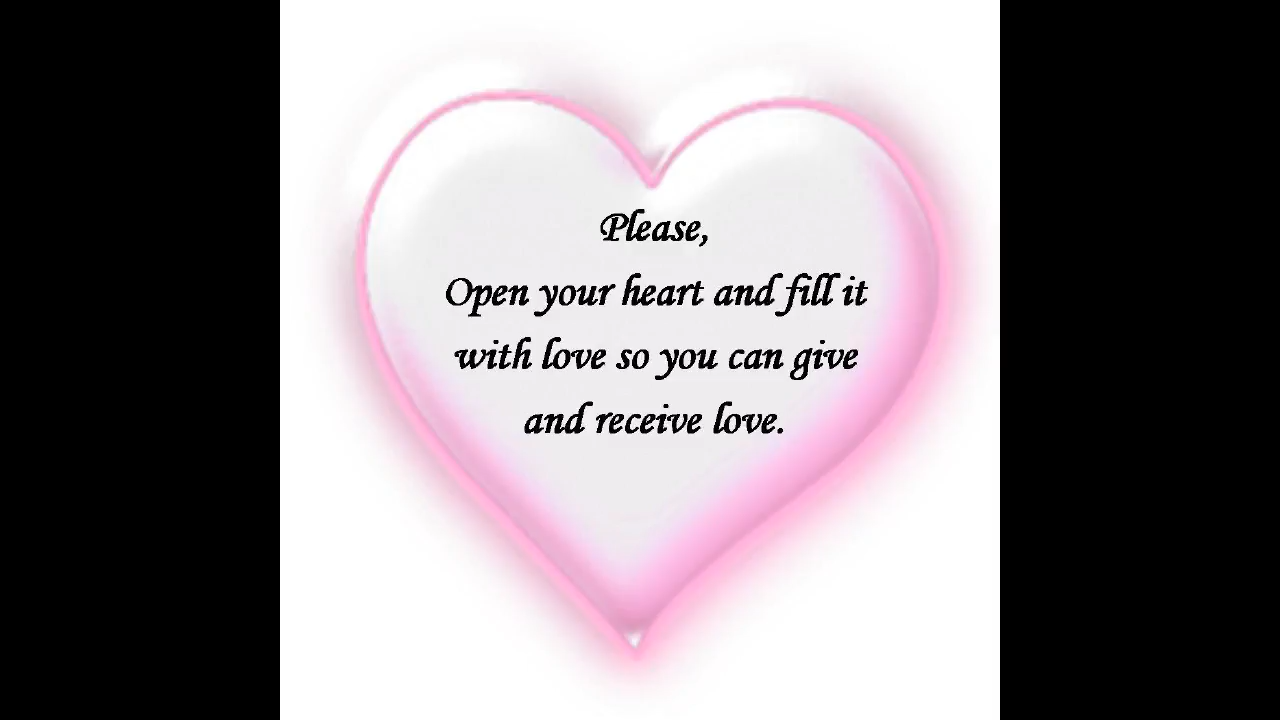 Please,
Open your heart and fill it
with love so you can give
and receive love.